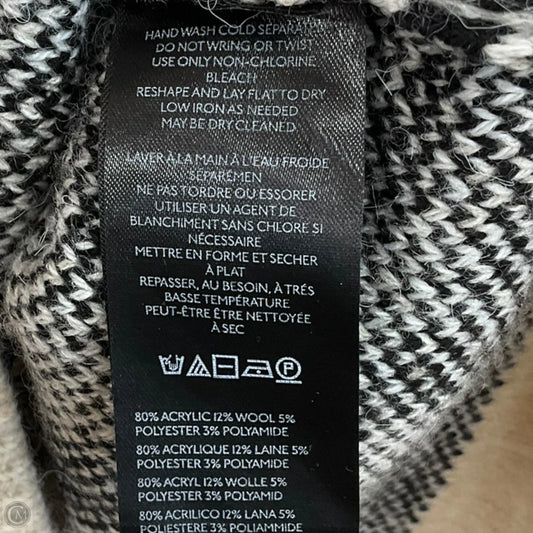 HAND WASH COLD SEPARATE
DO NOT WRING OR TWIST
USE ONLY NON-CHLORINE
BLEACH
RESHAPE AND LAY FLAT TO DRY
LOW IRON AS NEEDED
MAY BE DRY CLEANED
LAVER À LA MAIN À L'EAU FROIDE
SÉPARÉMEN
NE PAS TORDRE OU ESSORER
UTILISER UN AGENT DE
BLANCHIMENT SANS CHLORE SI
NÉCESSAIRE
METTRE EN FORME ET SECHER
À PLAT
REPASSER, AU BESOIN, À TRÉS
BASSE TEMPÉRATURE
PEUT-ÊTRE ÊTRE NETTOYÉE
À SEC
P
80% ACRYLIC 12% WOOL 5%
POLYESTER 3% POLYAMIDE
80% ACRYLIQUE 12% LAINE 5%
POLYESTER 3% POLYAMIDE
80% ACRYL 12% WOLLE 5%
POLYESTER 3% POLYAMID
80% ACRILICO 12% LANA 5%
POLIESTERE 3% POLIAMMIDE
M